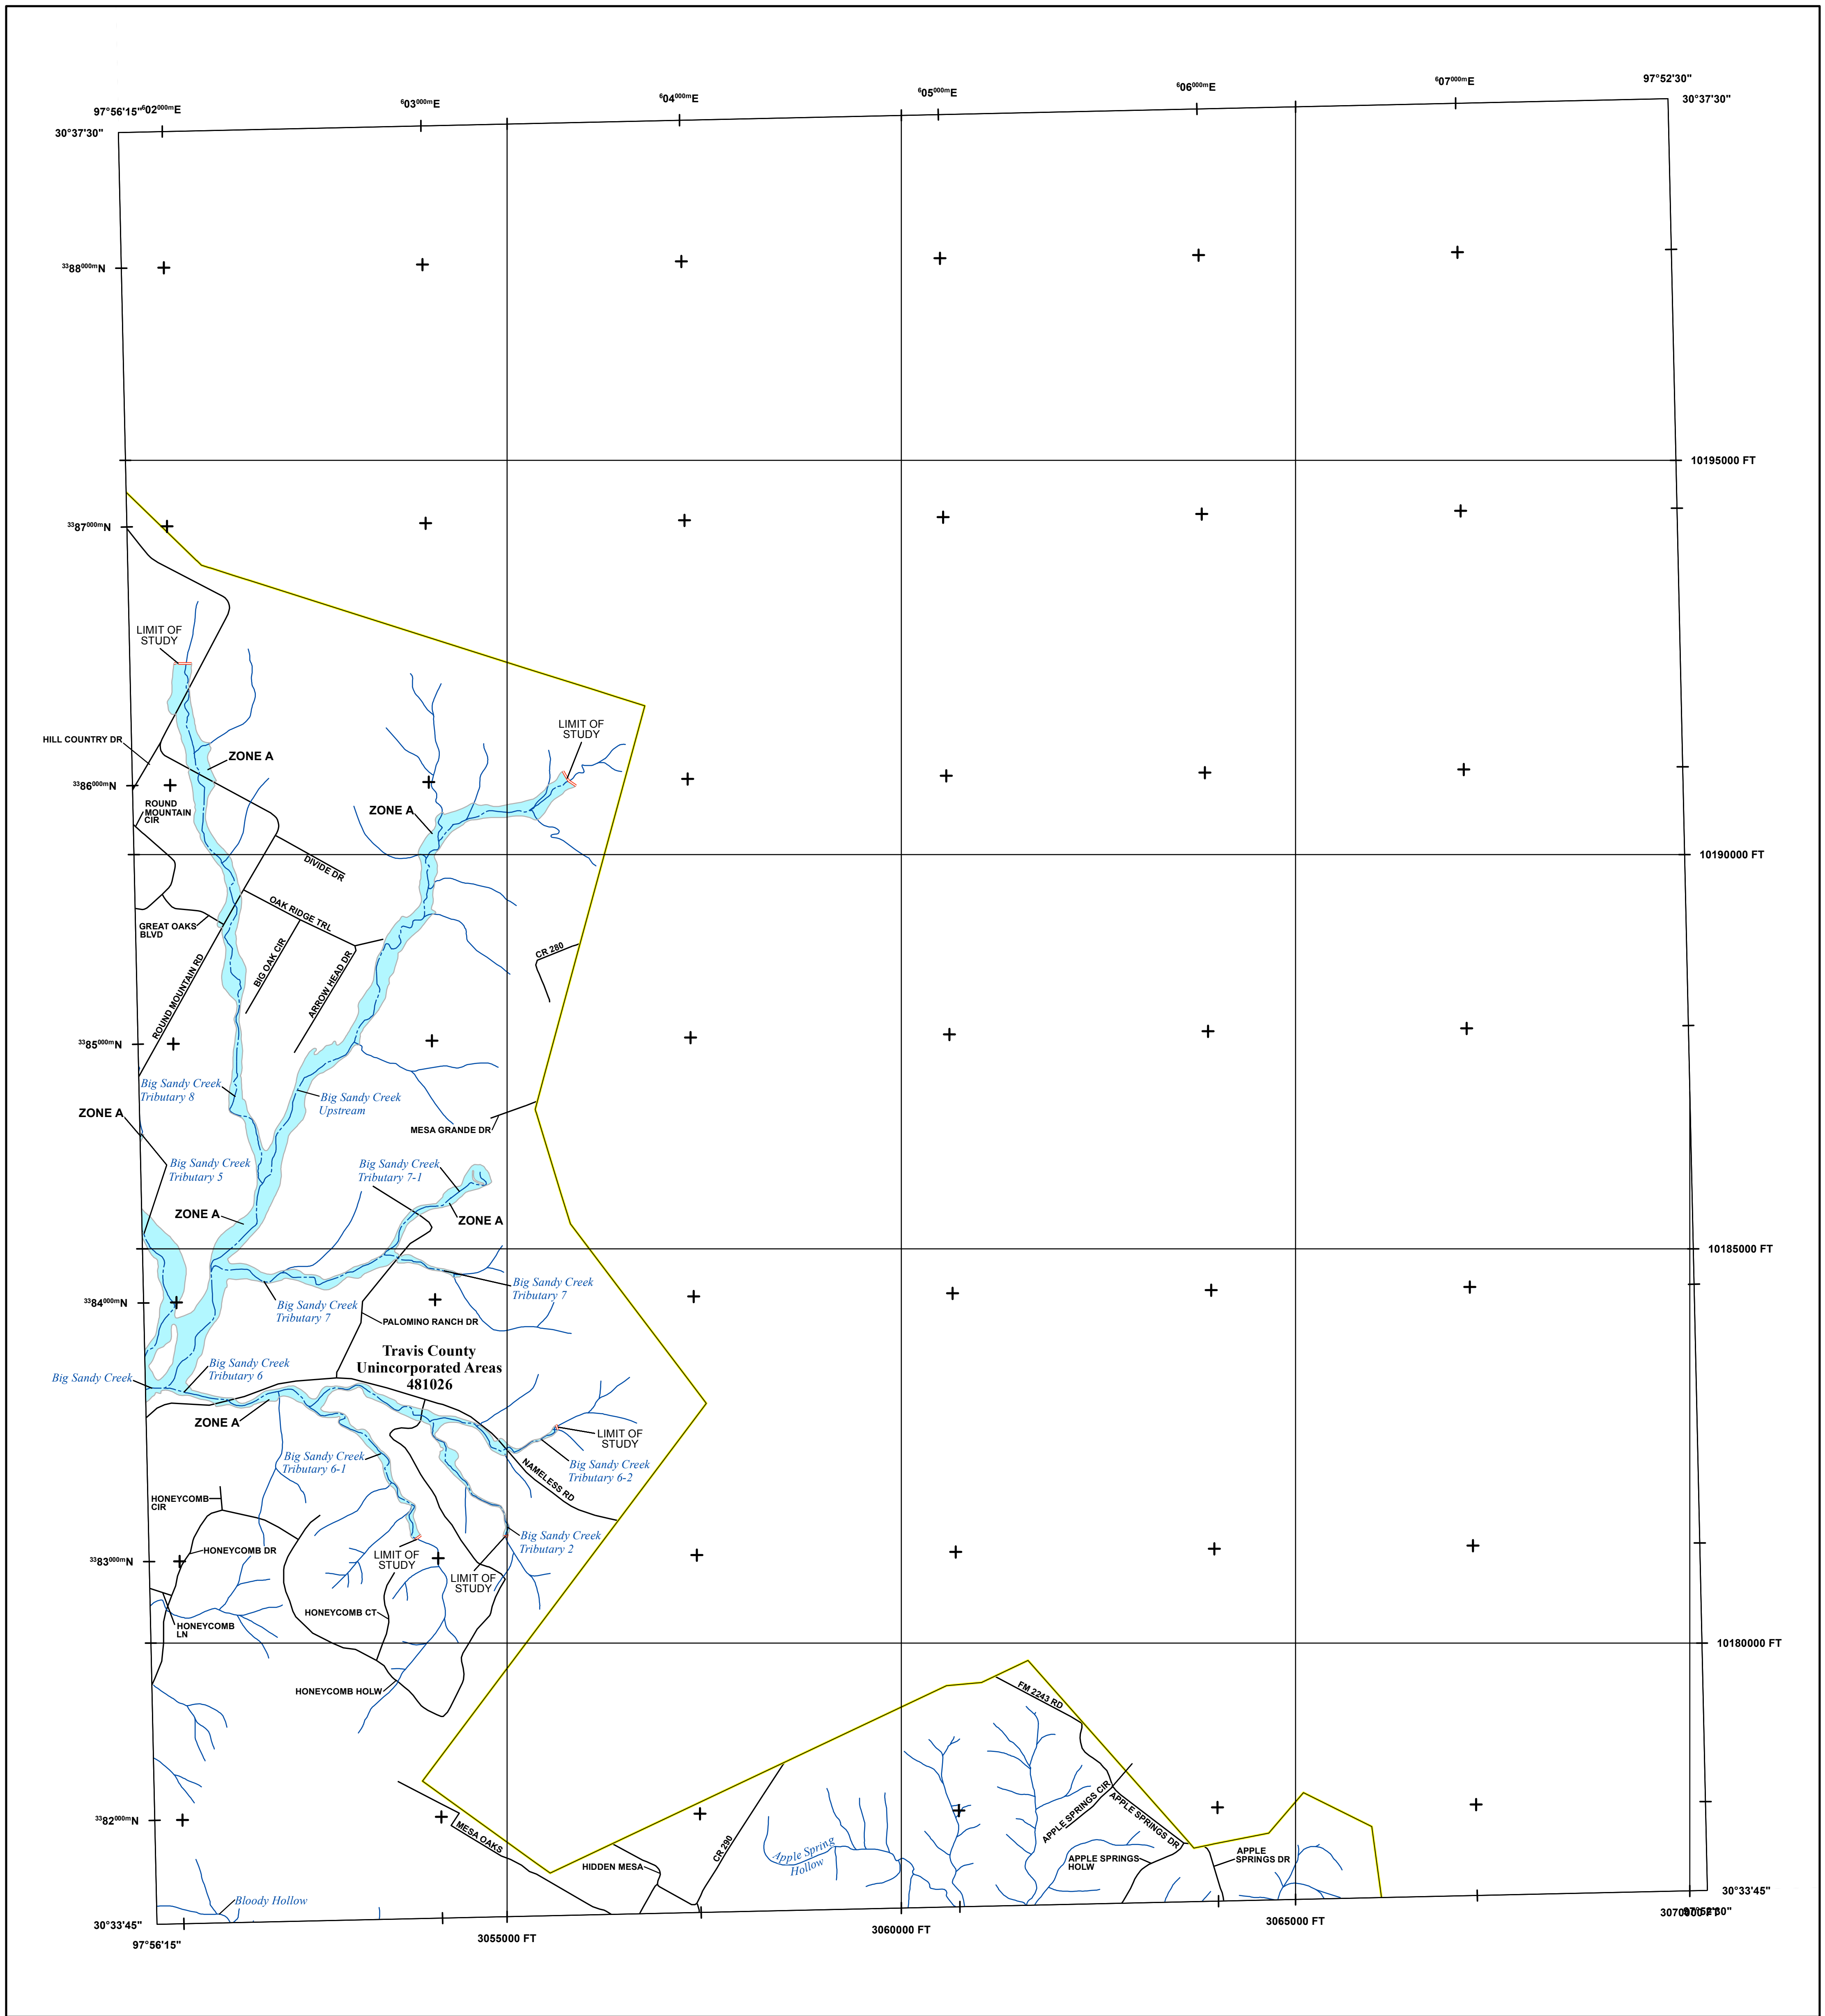 97°52'30"
⁶07⁰⁰⁰ᵐE
⁶06⁰⁰⁰ᵐE
⁶05⁰⁰⁰ᵐE
⁶04⁰⁰⁰ᵐE
⁶03⁰⁰⁰ᵐE
97°56'15"
⁶02⁰⁰⁰ᵐE
30°37'30"
30°37'30"
³³88⁰⁰⁰ᵐN
10195000 FT
³³87⁰⁰⁰ᵐN
LIMIT OF
STUDY
LIMIT OF
STUDY
HILL COUNTRY DR
ZONE A
³³86⁰⁰⁰ᵐN
ROUND
MOUNTAIN
CIR
ZONE A
10190000 FT
DIVIDE DR
OAK RIDGE TRL
GREAT OAKS
BLVD
BIG OAK CIR
CR 280
ARROW HEAD DR
ROUND MOUNTAIN RD
³³85⁰⁰⁰ᵐN
Big Sandy Creek
Tributary 8
Big Sandy Creek
Upstream
ZONE A
MESA GRANDE DR
Big Sandy Creek
Tributary 5
Big Sandy Creek
Tributary 7-1
ZONE A
ZONE A
10185000 FT
Big Sandy Creek
Tributary 7
³³84⁰⁰⁰ᵐN
Big Sandy Creek
Tributary 7
PALOMINO RANCH DR
Travis County
Unincorporated Areas
481026
Big Sandy Creek
Tributary 6
Big Sandy Creek
ZONE A
LIMIT OF
STUDY
Big Sandy Creek
Tributary 6-1
Big Sandy Creek
Tributary 6-2
NAMELESS RD
HONEYCOMB
CIR
Big Sandy Creek
Tributary 2
HONEYCOMB DR
³³83⁰⁰⁰ᵐN
LIMIT OF
STUDY
LIMIT OF
STUDY
HONEYCOMB CT
HONEYCOMB
LN
10180000 FT
HONEYCOMB HOLW
FM 2243 RD
APPLE SPRINGS CIR
APPLE SPRINGS DR
³³82⁰⁰⁰ᵐN
MESA OAKS
CR 290
HIDDEN MESA
Apple Spring
Hollow
APPLE SPRINGS
HOLW
APPLE
SPRINGS DR
Bloody Hollow
30°33'45"
30°33'45"
97°56'15"
3055000 FT
3060000 FT
3065000 FT
3070000 FT
97°52'30"